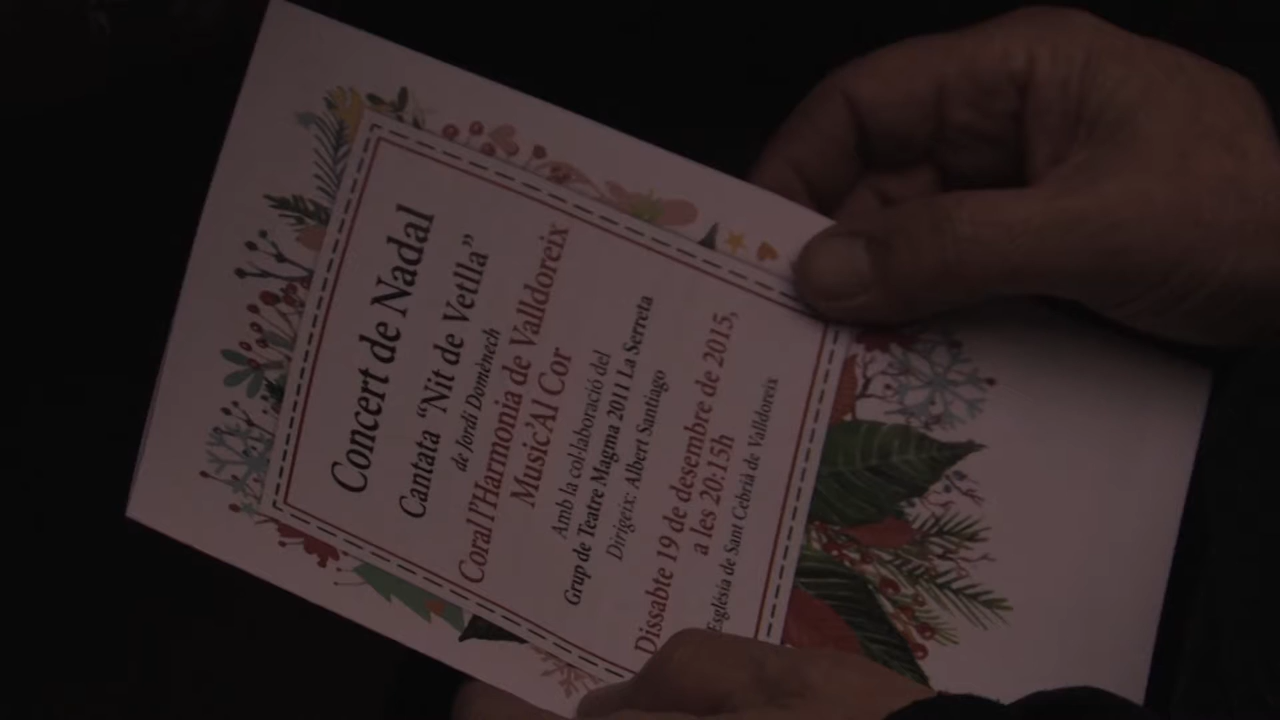 Concert de Nadal
Cantata “Nit de Vetlla”
de Jordi Domènech
Coral l’Harmonia de Valldoreix
Music’Al Cor
Amb la col·laboració del
Grup de Teatre Magma 2011 La Serreta
Dirigeix: Albert Santiago
Dissabte 19 de desembre de 2015,
a les 20:15h
Església de Sant Cebrià de Valldoreix